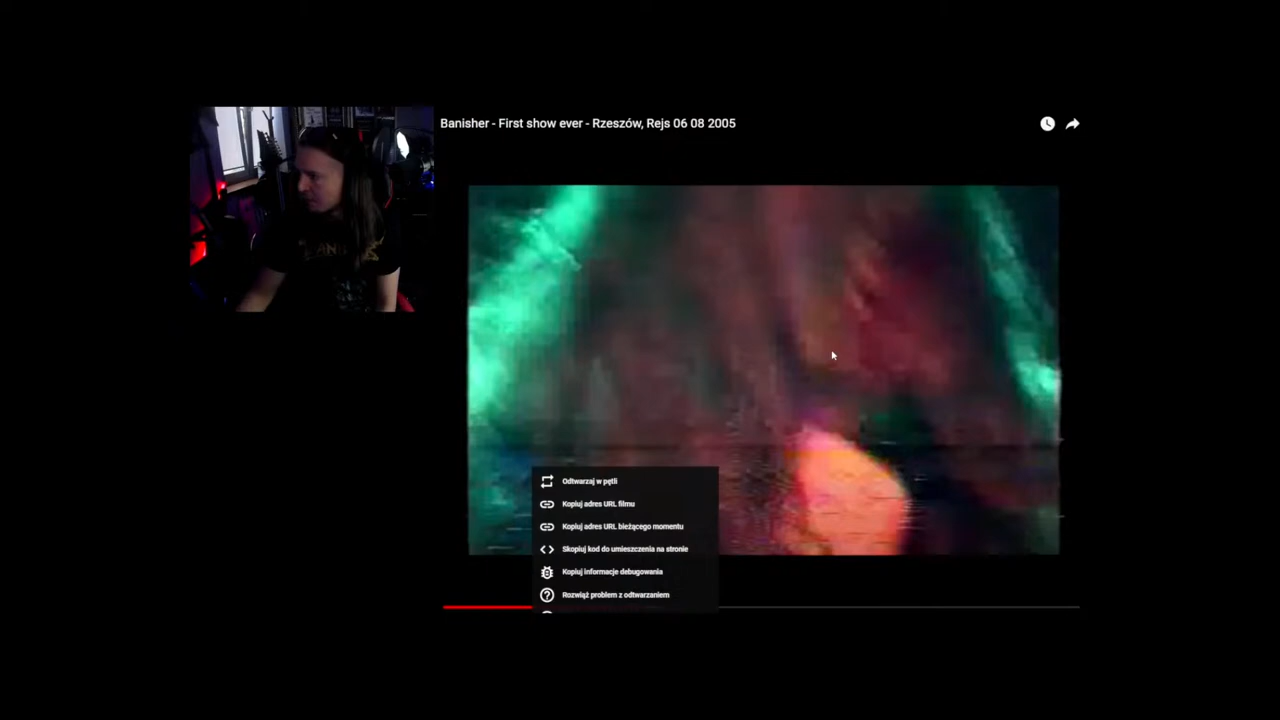 Banisher - First show ever - Rzeszów, Rejs 06 08 2005
Odtwarzaj w pętli
Kopiuj adres URL filmu
Kopiuj adres URL bieżącego momentu
Skopiuj kod do umieszczenia na stronie
Kopiuj informacje debugowania
Rozwiąż problem z odtwarzaniem